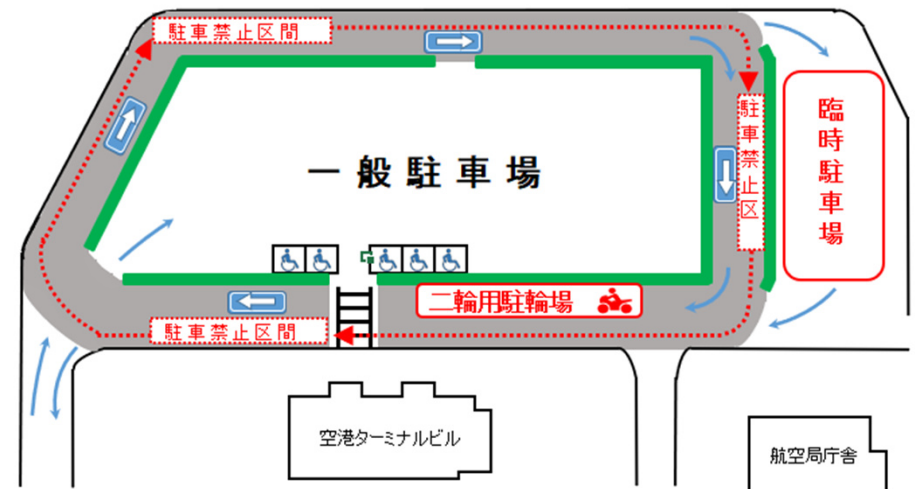 駐車禁止区間
駐車禁止区
臨時駐車場
一般駐車場
二輪用駐輪場
駐車禁止区間
空港ターミナルビル
航空局庁舎